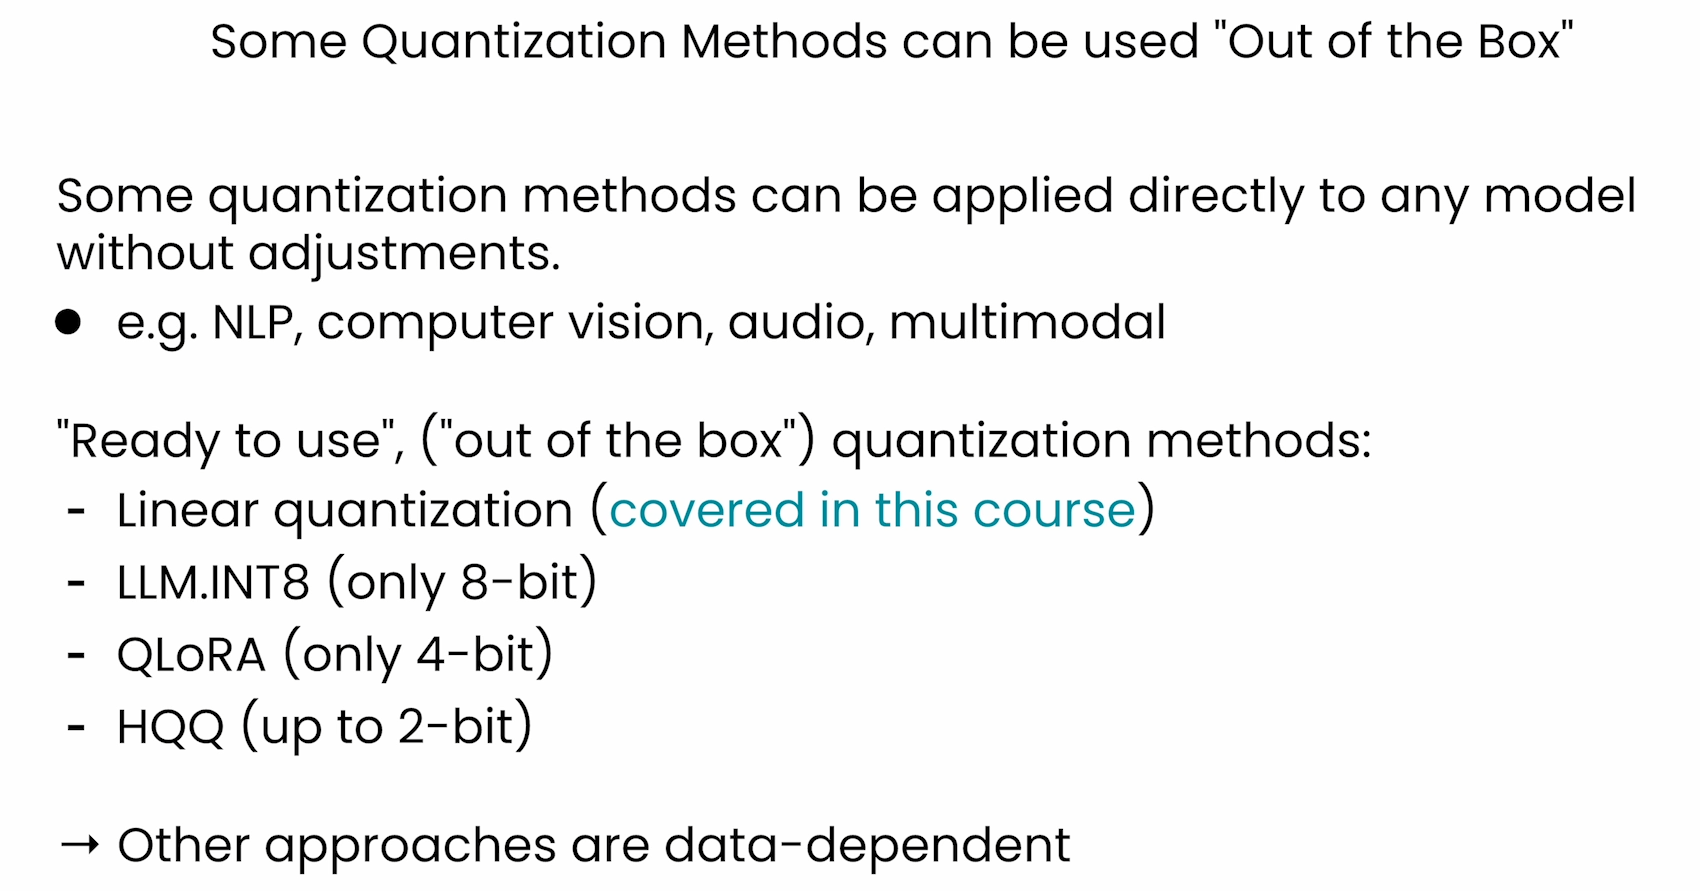 Some Quantization Methods can be used "Out of the Box"
Some quantization methods can be applied directly to any model
without adjustments.
● e.g. NLP, computer vision, audio, multimodal
"Ready to use", ("out of the box") quantization methods:
- Linear quantization (covered in this course)
- LLM.INT8 (only 8-bit)
- QLoRA (only 4-bit)
- HQQ (up to 2-bit)
→ Other approaches are data-dependent